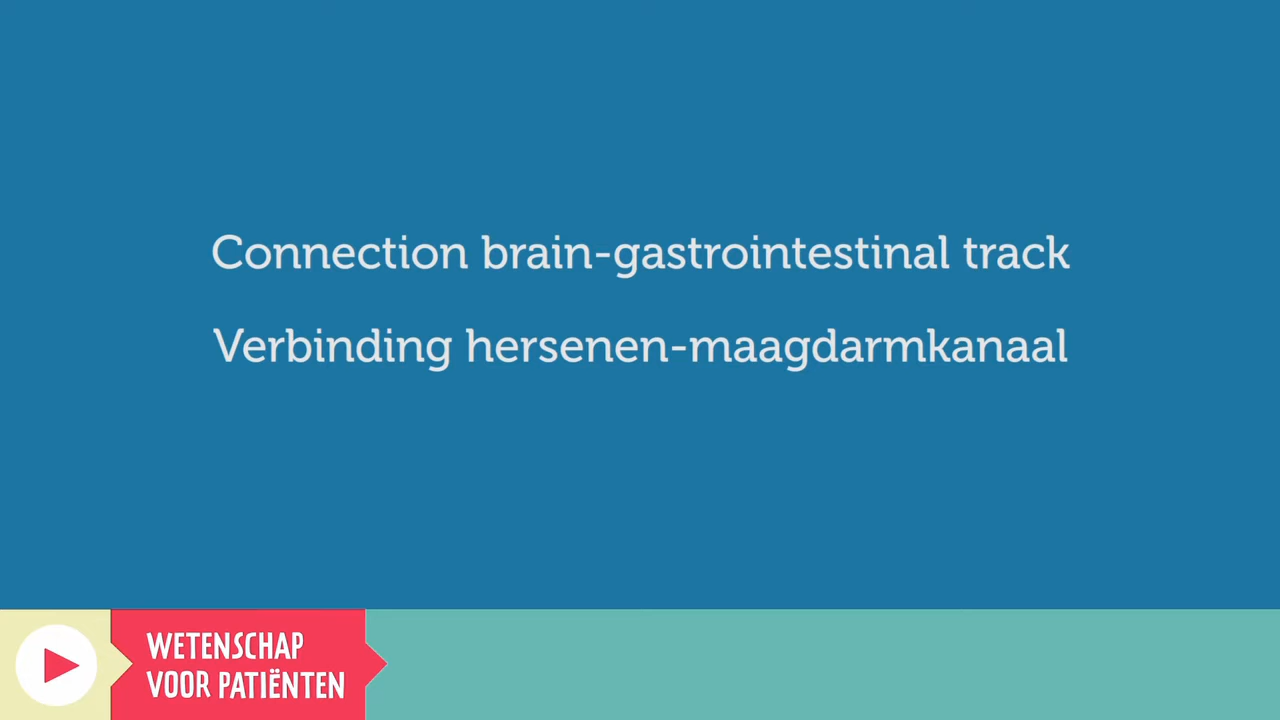 Connection brain-gastrointestinal track
Verbinding hersenen-maagdarmkanaal
WETENSCHAP
VOOR PATIËNTEN